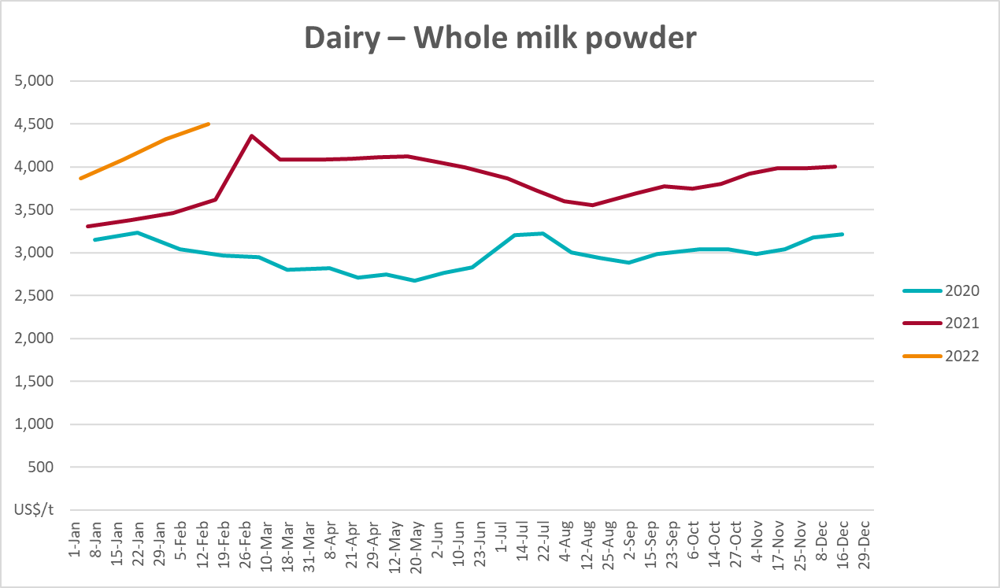 Dairy – Whole milk powder
5,000
4,500
4,000
3,500
3,000
2,500
2,000
1,500
1,000
500
US$/t
1-Jan
8-Jan
15-Jan
22-Jan
29-Jan
5-Feb
12-Feb
19-Feb
26-Feb
10-Mar
18-Mar
31-Mar
8-Apr
21-Apr
29-Apr
12-May
20-May
2-Jun
10-Jun
23-Jun
1-Jul
14-Jul
22-Jul
4-Aug
12-Aug
25-Aug
2-Sep
15-Sep
23-Sep
6-Oct
14-Oct
27-Oct
4-Nov
17-Nov
25-Nov
8-Dec
16-Dec
29-Dec
2020
2021
2022